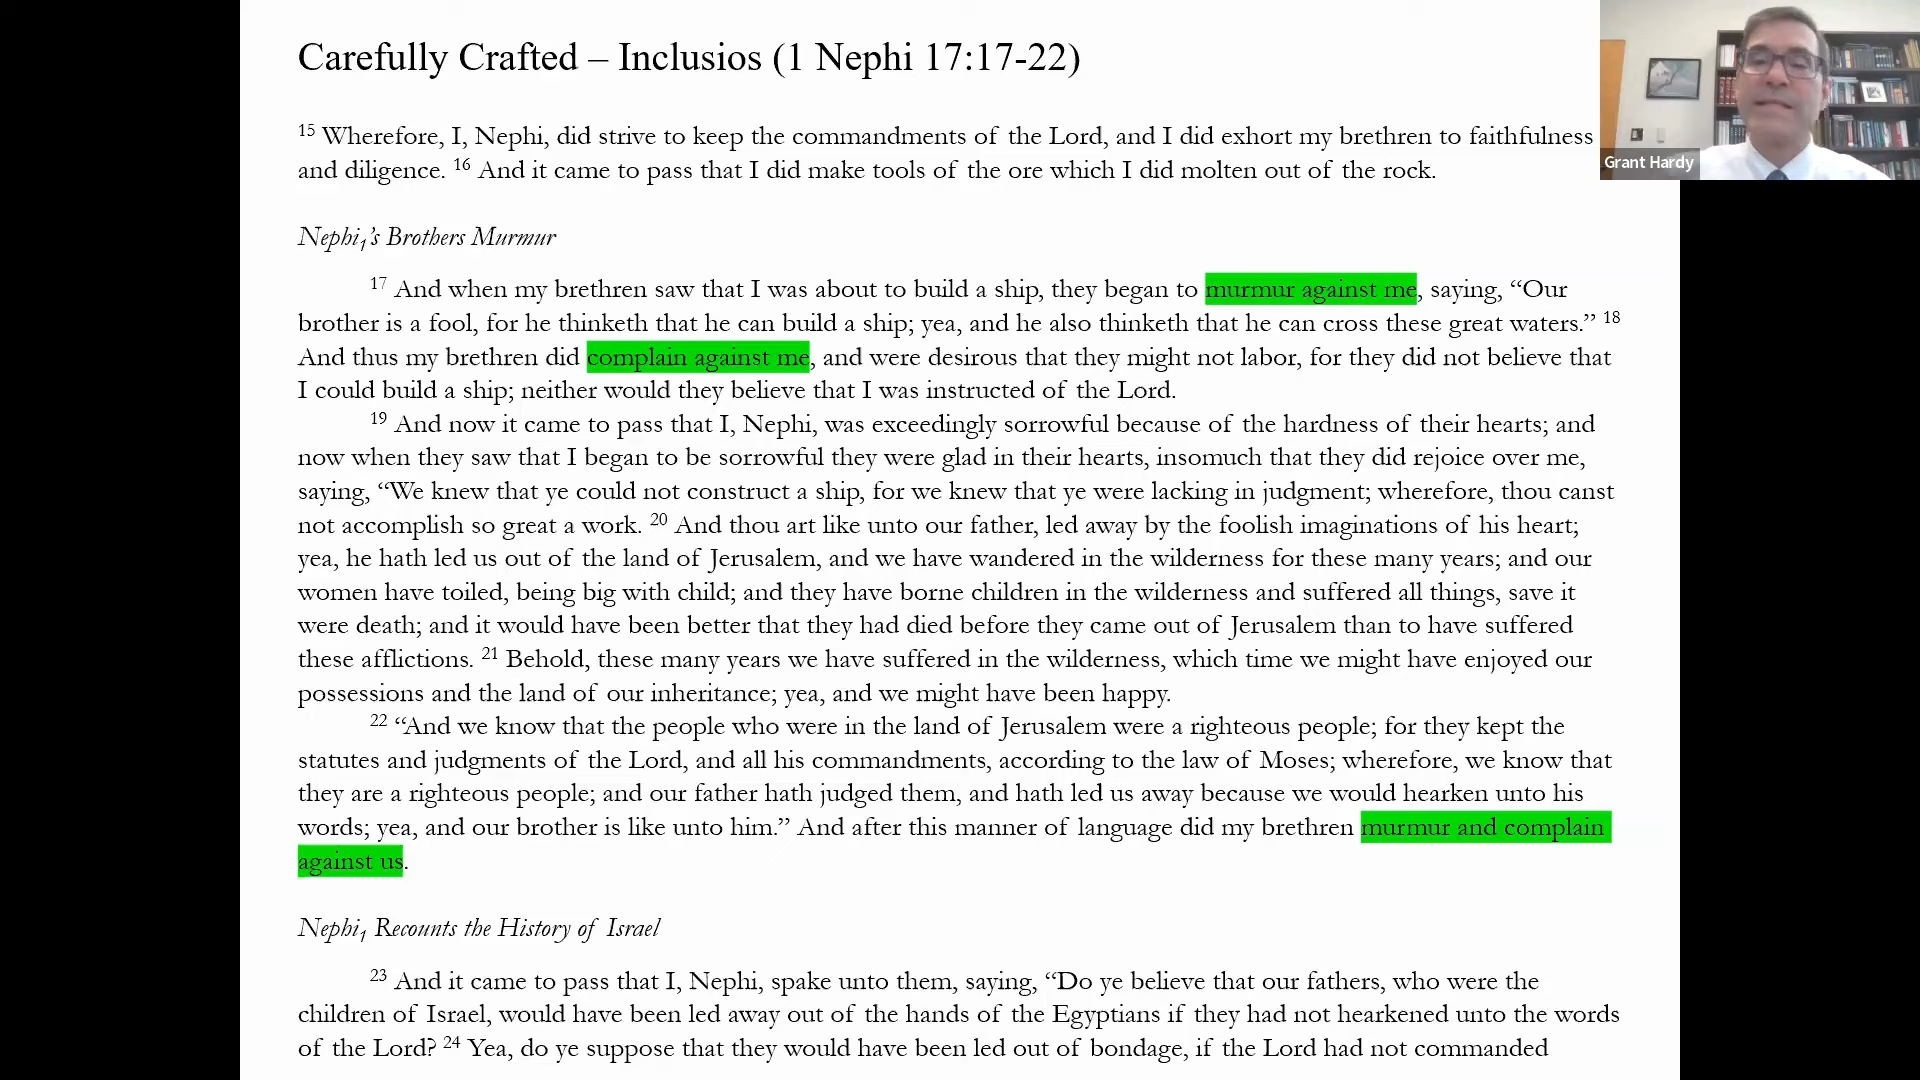 Carefully Crafted – Inclusios (1 Nephi 17:17-22)
15 Wherefore, I, Nephi, did strive to keep the commandments of the Lord, and I did exhort my brethren to faithfulness
and diligence. 16 And it came to pass that I did make tools of the ore which I did molten out of the rock.
Grant Hardy
Nephi1’s Brothers Murmur
17 And when my brethren saw that I was about to build a ship, they began to murmur against me, saying, “Our
brother is a fool, for he thinketh that he can build a ship; yea, and he also thinketh that he can cross these great waters.” 18
And thus my brethren did complain against me, and were desirous that they might not labor, for they did not believe that
I could build a ship; neither would they believe that I was instructed of the Lord.
19 And now it came to pass that I, Nephi, was exceedingly sorrowful because of the hardness of their hearts; and
now when they saw that I began to be sorrowful they were glad in their hearts, insomuch that they did rejoice over me,
saying, “We knew that ye could not construct a ship, for we knew that ye were lacking in judgment; wherefore, thou canst
not accomplish so great a work. 20 And thou art like unto our father, led away by the foolish imaginations of his heart;
yea, he hath led us out of the land of Jerusalem, and we have wandered in the wilderness for these many years; and our
women have toiled, being big with child; and they have borne children in the wilderness and suffered all things, save it
were death; and it would have been better that they had died before they came out of Jerusalem than to have suffered
these afflictions. 21 Behold, these many years we have suffered in the wilderness, which time we might have enjoyed our
possessions and the land of our inheritance; yea, and we might have been happy.
22 “And we know that the people who were in the land of Jerusalem were a righteous people; for they kept the
statutes and judgments of the Lord, and all his commandments, according to the law of Moses; wherefore, we know that
they are a righteous people; and our father hath judged them, and hath led us away because we would hearken unto his
words; yea, and our brother is like unto him.” And after this manner of language did my brethren murmur and complain
against us.
Nephi1 Recounts the History of Israel
23 And it came to pass that I, Nephi, spake unto them, saying, “Do ye believe that our fathers, who were the
children of Israel, would have been led away out of the hands of the Egyptians if they had not hearkened unto the words
of the Lord? 24 Yea, do ye suppose that they would have been led out of bondage, if the Lord had not commanded